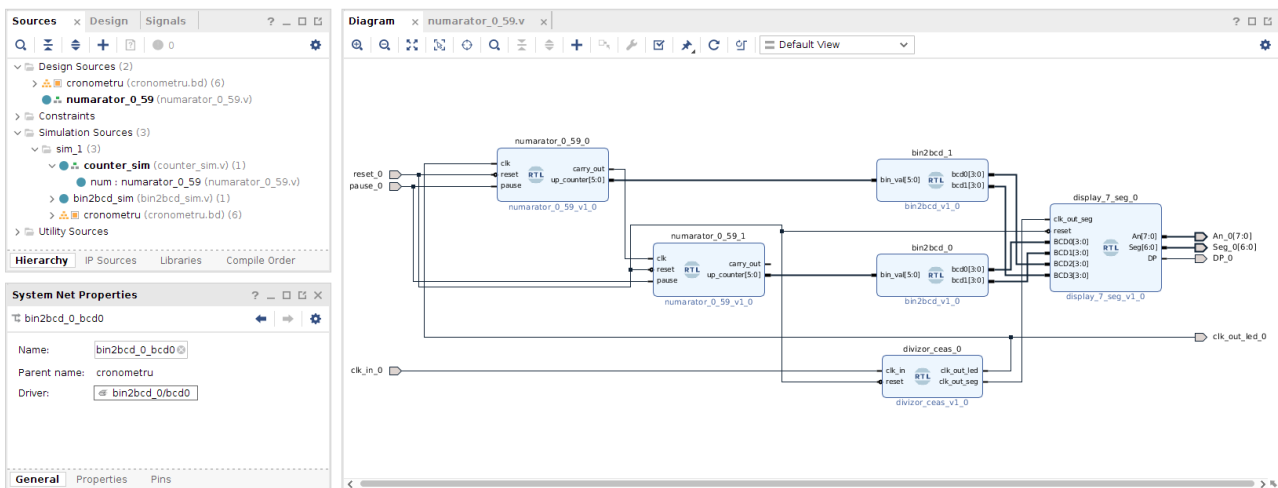 Sources × Design Signals ? _
0
Design Sources (2)
cronometru (cronometru.bd) (6)
numarator_0_59 (numarator_0_59.v)
Constraints
Simulation Sources (3)
sim_1 (3)
counter_sim (counter_sim.v) (1)
num : numarator_0_59 (numarator_0_59.v)
bin2bcd_sim (bin2bcd_sim.v) (1)
cronometru (cronometru.bd) (6)
Utility Sources
Hierarchy IP Sources Libraries Compile Order
System Net Properties ? _ ×
bin2bcd_0_bcd0
Name: bin2bcd_0_bcd0
Parent name: cronometru
Driver: bin2bcd_0/bcd0
General Properties Pins
Diagram × numarator_0_59.v × ?
Default View
reset_0
pause_0
clk_in_0
numarator_0_59_0
clk
reset
pause
RTL
carry_out
up_counter[5:0]
numarator_0_59_v1_0
numarator_0_59_1
clk
reset
pause
RTL
carry_out
up_counter[5:0]
numarator_0_59_v1_0
bin2bcd_1
bin_val[5:0] RTL bcd0[3:0]
bcd1[3:0]
bin2bcd_v1_0
bin2bcd_0
bin_val[5:0] RTL bcd0[3:0]
bcd1[3:0]
bin2bcd_v1_0
divizor_ceas_0
clk_in RTL clk_out_led
reset clk_out_seg
divizor_ceas_v1_0
display_7_seg_0
clk_out_seg
reset
BCD0[3:0]
BCD1[3:0]
BCD2[3:0]
BCD3[3:0]
RTL
An[7:0]
Seg[6:0]
DP
display_7_seg_v1_0
An_0[7:0]
Seg_0[6:0]
DP_0
clk_out_led_0